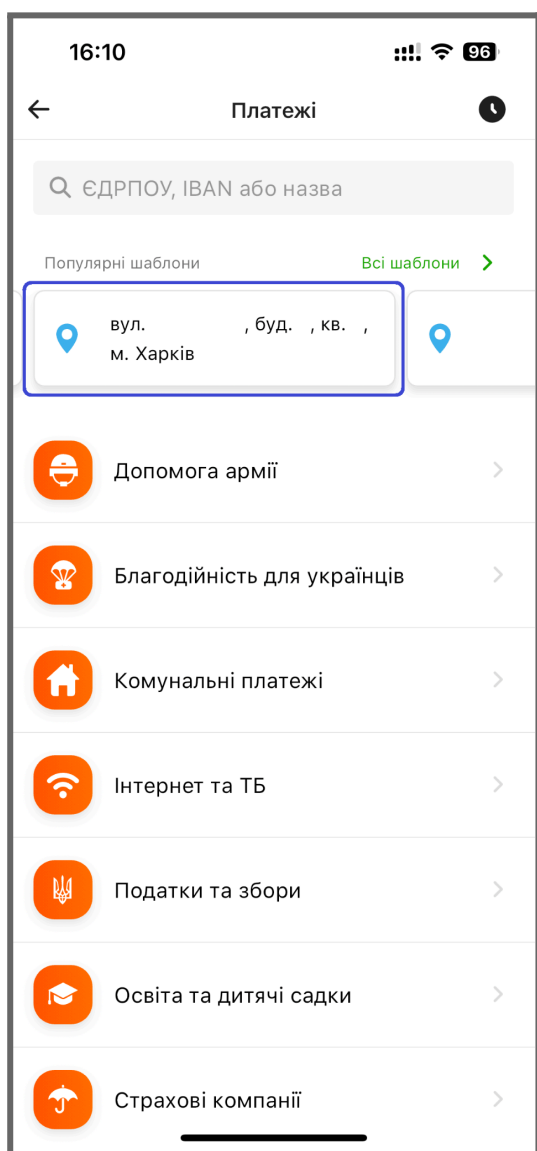 16:10
96
Платежі
ЄДРПОУ, IBAN або назва
Популярні шаблони
Всі шаблони
вул. , буд. , кв. ,
м. Харків
Допомога армії
Благодійність для українців
Комунальні платежі
Інтернет та ТБ
Податки та збори
Освіта та дитячі садки
Страхові компанії